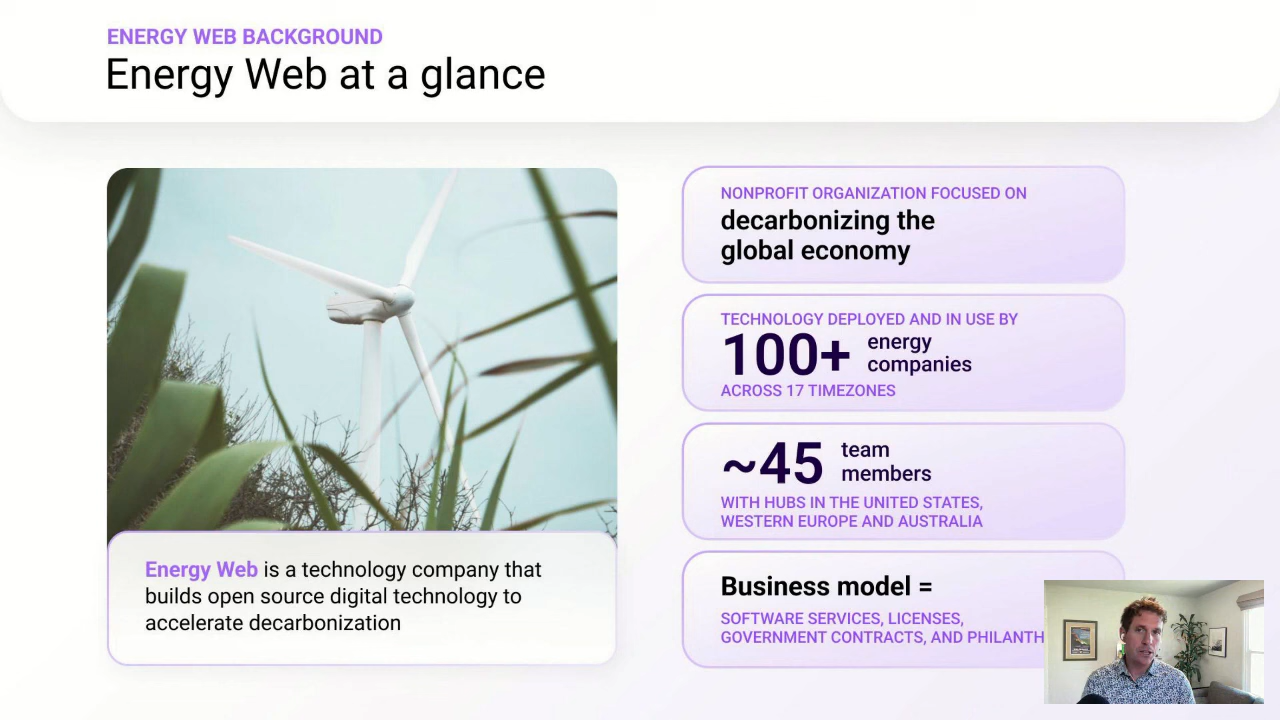 ENERGY WEB BACKGROUND
Energy Web at a glance
Energy Web is a technology company that
builds open source digital technology to
accelerate decarbonization
NONPROFIT ORGANIZATION FOCUSED ON
decarbonizing the
global economy
TECHNOLOGY DEPLOYED AND IN USE BY
100+ energy
companies
ACROSS 17 TIMEZONES
~45 team
members
WITH HUBS IN THE UNITED STATES,
WESTERN EUROPE AND AUSTRALIA
Business model =
SOFTWARE SERVICES, LICENSES,
GOVERNMENT CONTRACTS, AND PHILANTH